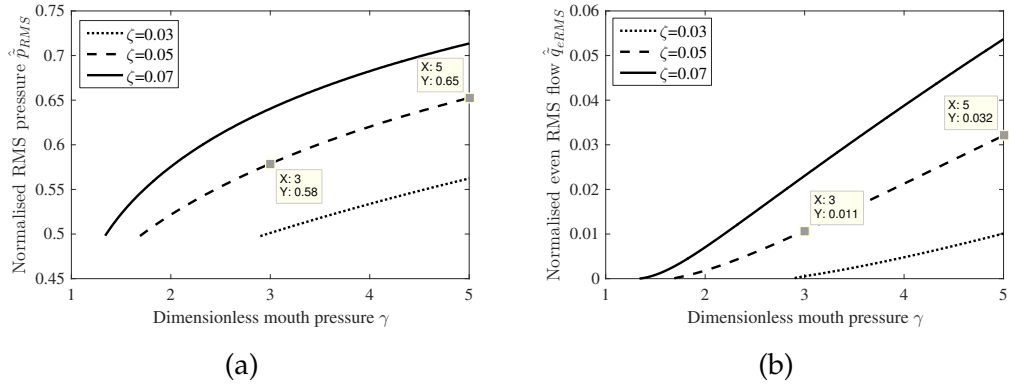 0.75
0.7
0.65
0.6
0.55
0.5
0.45
Normalised RMS pressure p̂_{RMS}
ζ=0.03
ζ=0.05
ζ=0.07
X: 5
Y: 0.65
X: 3
Y: 0.58
1 2 3 4 5
Dimensionless mouth pressure γ
(a)
0.06
0.05
0.04
0.03
0.02
0.01
0
Normalised even RMS flow q̂_{eRMS}
ζ=0.03
ζ=0.05
ζ=0.07
X: 5
Y: 0.032
X: 3
Y: 0.011
1 2 3 4 5
Dimensionless mouth pressure γ
(b)